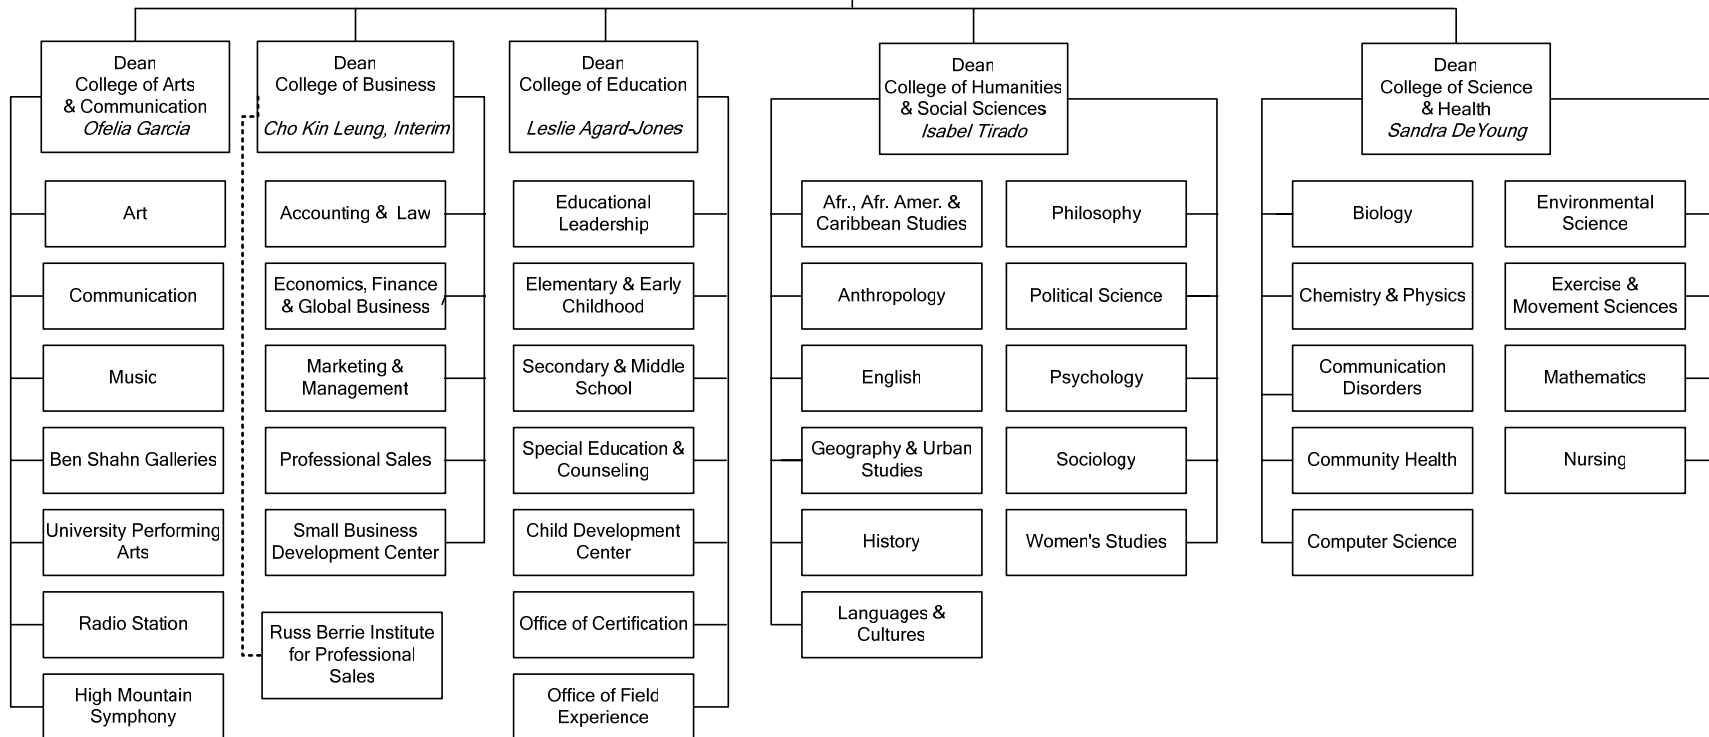 Dean
College of Arts
& Communication
Ofelia Garcia
Art
Communication
Music
Ben Shahn Galleries
University Performing
Arts
Radio Station
High Mountain
Symphony
Dean
College of Business
Cho Kin Leung, Interim
Accounting & Law
Economics, Finance
& Global Business
Marketing &
Management
Professional Sales
Small Business
Development Center
Russ Berrie Institute
for Professional
Sales
Dean
College of Education
Leslie Agard-Jones
Educational
Leadership
Elementary & Early
Childhood
Secondary & Middle
School
Special Education &
Counseling
Child Development
Center
Office of Certification
Office of Field
Experience
Dean
College of Humanities
& Social Sciences
Isabel Tirado
Afr., Afr. Amer. &
Caribbean Studies
Anthropology
English
Geography & Urban
Studies
History
Languages &
Cultures
Philosophy
Political Science
Psychology
Sociology
Women's Studies
Dean
College of Science
& Health
Sandra DeYoung
Biology
Chemistry & Physics
Communication
Disorders
Community Health
Computer Science
Environmental
Science
Exercise &
Movement Sciences
Mathematics
Nursing